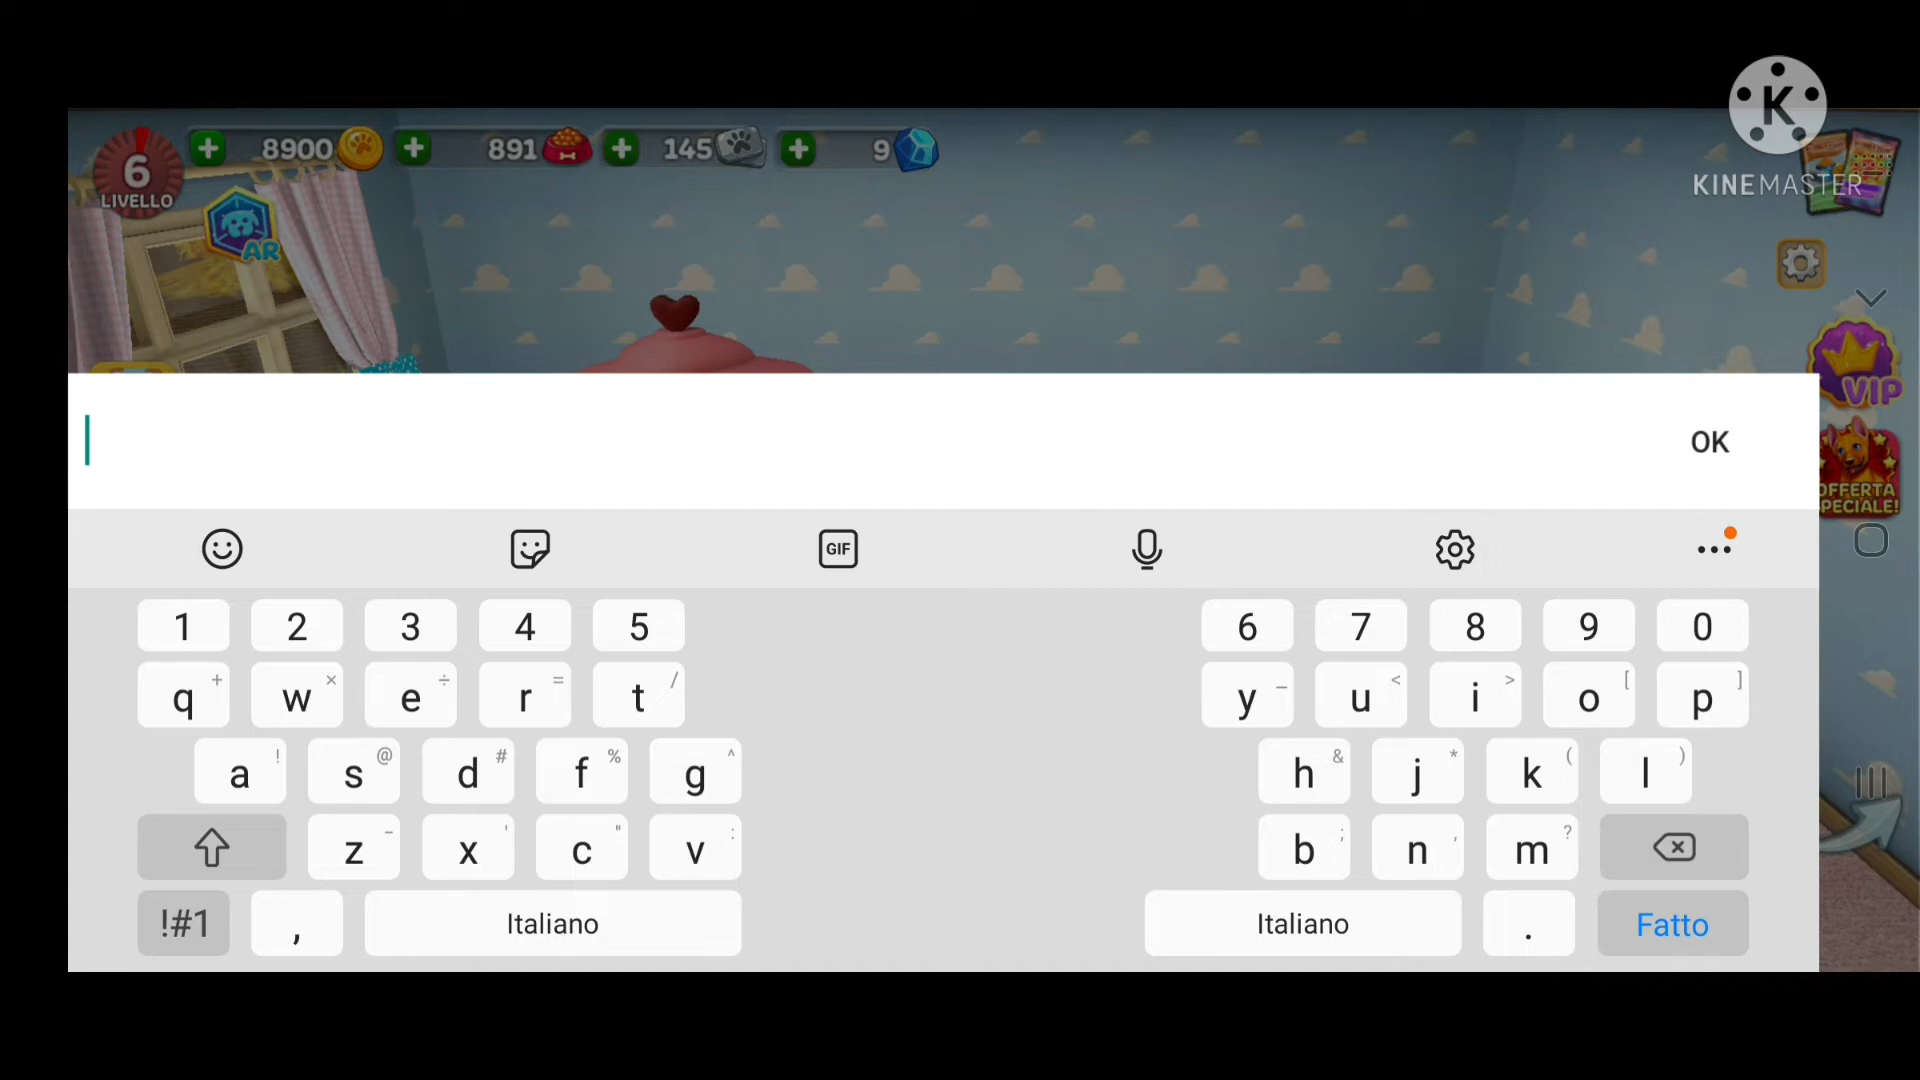 6
LIVELLO
8900
891
145
9
AR
K
KINEMASTER
VIP
OFFERTA
SPECIALE!
OK
GIF
1 2 3 4 5 6 7 8 9 0
q + w × e ÷ r = t / y _ u < i > o [ p ]
a ! s @ d # f % g ^ h & j * k ( l )
z - x ' c " v : b ; n , m ?
!#1 , Italiano Italiano . Fatto